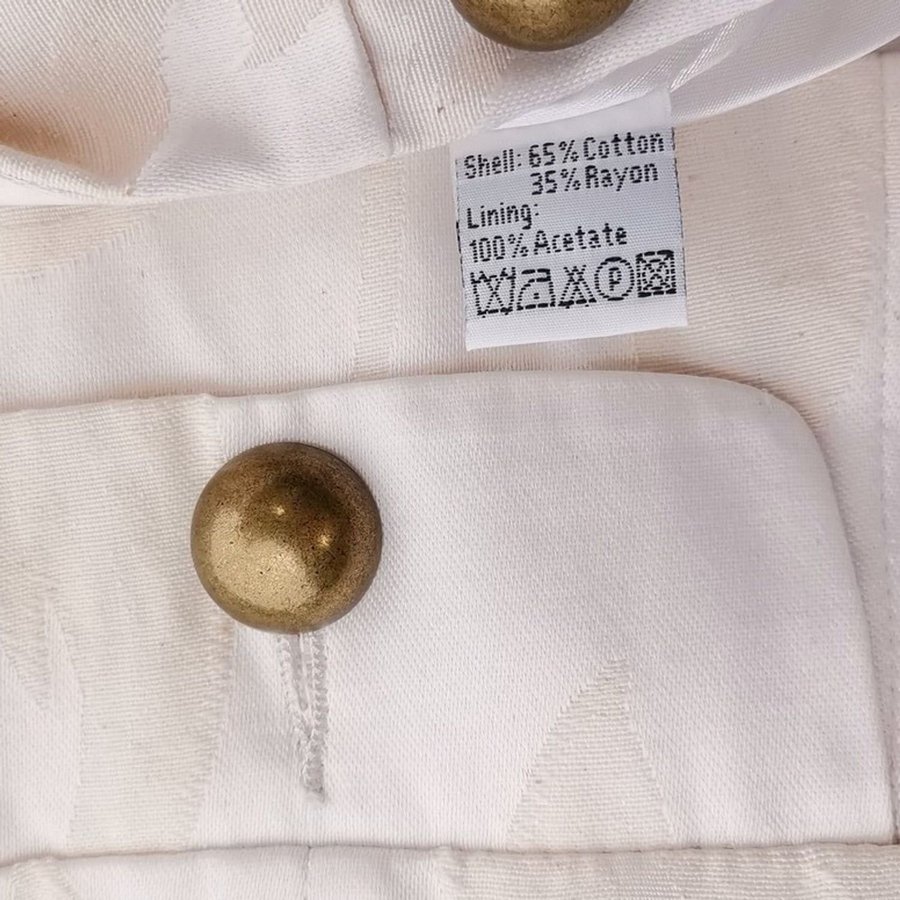 Shell: 65% Cotton
35% Rayon
Lining:
100% Acetate
P